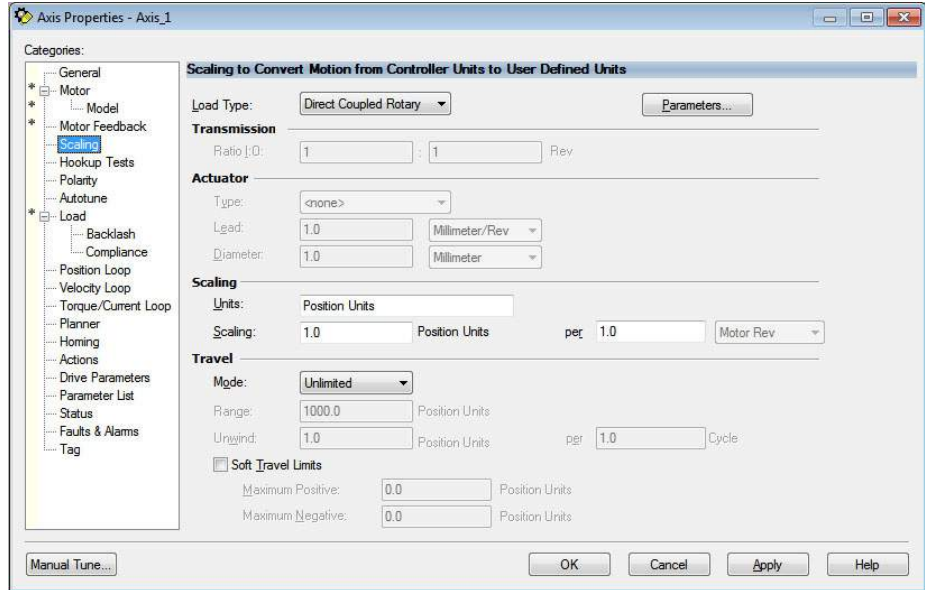 Axis Properties - Axis_1
Categories:
General
* Motor
* Model
* Motor Feedback
Scaling
Hookup Tests
Polarity
Autotune
* Load
Backlash
Compliance
Position Loop
Velocity Loop
Torque/Current Loop
Planner
Homing
Actions
Drive Parameters
Parameter List
Status
Faults & Alarms
Tag
Scaling to Convert Motion from Controller Units to User Defined Units
Load Type: Direct Coupled Rotary Parameters...
Transmission
Ratio I:O: 1 : 1 Rev
Actuator
Type: <none>
Lead: 1.0 Millimeter/Rev
Diameter: 1.0 Millimeter
Scaling
Units: Position Units
Scaling: 1.0 Position Units per 1.0 Motor Rev
Travel
Mode: Unlimited
Range: 1000.0 Position Units
Unwind: 1.0 Position Units per 1.0 Cycle
Soft Travel Limits
Maximum Positive: 0.0 Position Units
Maximum Negative: 0.0 Position Units
Manual Tune... OK Cancel Apply Help